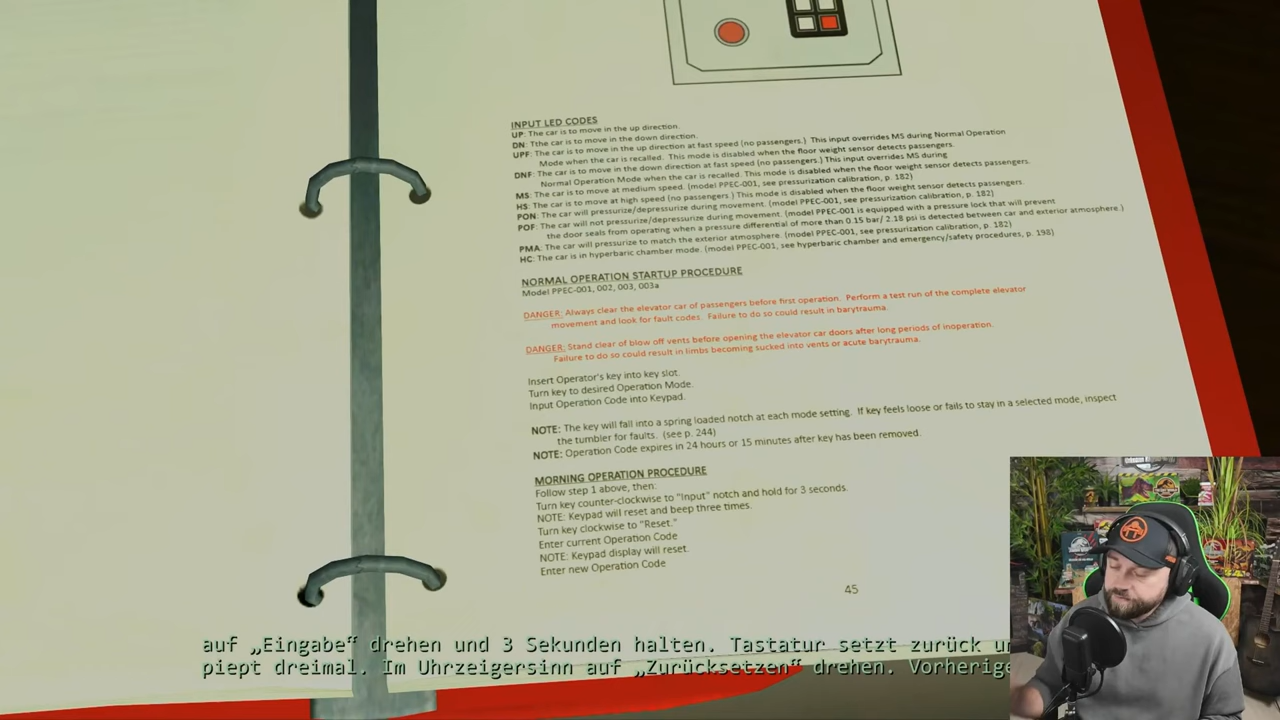 INPUT LED CODES
UP: The car is to move in the up direction.
DN: The car is to move in the down direction.
UPF: The car is to move in the up direction at fast speed (no passengers.) This input overrides MS during Normal Operation
Mode when the car is recalled. This mode is disabled when the floor weight sensor detects passengers.
DNF: The car is to move in the down direction at fast speed (no passengers.) This input overrides MS during
Normal Operation Mode when the car is recalled. This mode is disabled when the floor weight sensor detects passengers.
MS: The car is to move at medium speed. (model PPEC-001, see pressurization calibration, p. 182)
HS: The car is to move at high speed (no passengers.) This mode is disabled when the floor weight sensor detects passengers.
PON: The car will pressurize/depressurize during movement. (model PPEC-001, see pressurization calibration, p. 182)
POF: The car will not pressurize/depressurize during movement. (model PPEC-001 is equipped with a pressure lock that will prevent
the door seals from operating when a pressure differential of more than 0.15 bar/ 2.18 psi is detected between car and exterior atmosphere.)
PMA: The car will pressurize to match the exterior atmosphere. (model PPEC-001, see pressurization calibration, p. 182)
HC: The car is in hyperbaric chamber mode. (model PPEC-001, see hyperbaric chamber and emergency/safety procedures, p. 198)
NORMAL OPERATION STARTUP PROCEDURE
Model PPEC-001, 002, 003, 003a
DANGER: Always clear the elevator car of passengers before first operation. Perform a test run of the complete elevator
movement and look for fault codes. Failure to do so could result in barytrauma.
DANGER: Stand clear of blow off vents before opening the elevator car doors after long periods of inoperation.
Failure to do so could result in limbs becoming sucked into vents or acute barytrauma.
Insert Operator's key into key slot.
Turn key to desired Operation Mode.
Input Operation Code into Keypad.
NOTE: The key will fall into a spring loaded notch at each mode setting. If key feels loose or fails to stay in a selected mode, inspect
the tumbler for faults. (see p. 244)
NOTE: Operation Code expires in 24 hours or 15 minutes after key has been removed.
MORNING OPERATION PROCEDURE
Follow step 1 above, then:
Turn key counter-clockwise to "Input" notch and hold for 3 seconds.
NOTE: Keypad will reset and beep three times.
Turn key clockwise to "Reset."
Enter current Operation Code
NOTE: Keypad display will reset.
Enter new Operation Code
45
auf „Eingabe“ drehen und 3 Sekunden halten. Tastatur setzt zurück
piept dreimal. Im Uhrzeigersinn auf „Zurücksetzen“ drehen.